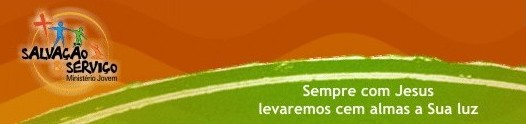 SALVAÇÃO
SERVIÇO
Ministério Jovem
Sempre com Jesus
levaremos cem almas a Sua luz